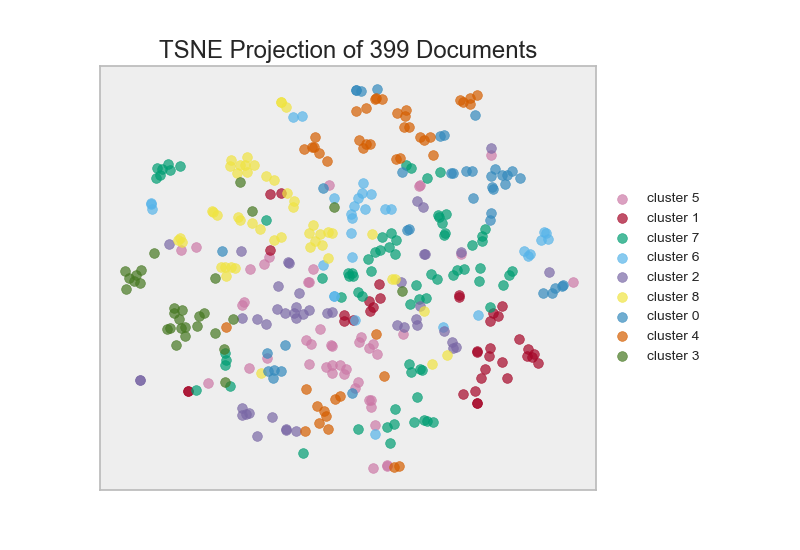 TSNE Projection of 399 Documents
cluster 5
cluster 1
cluster 7
cluster 6
cluster 2
cluster 8
cluster 0
cluster 4
cluster 3